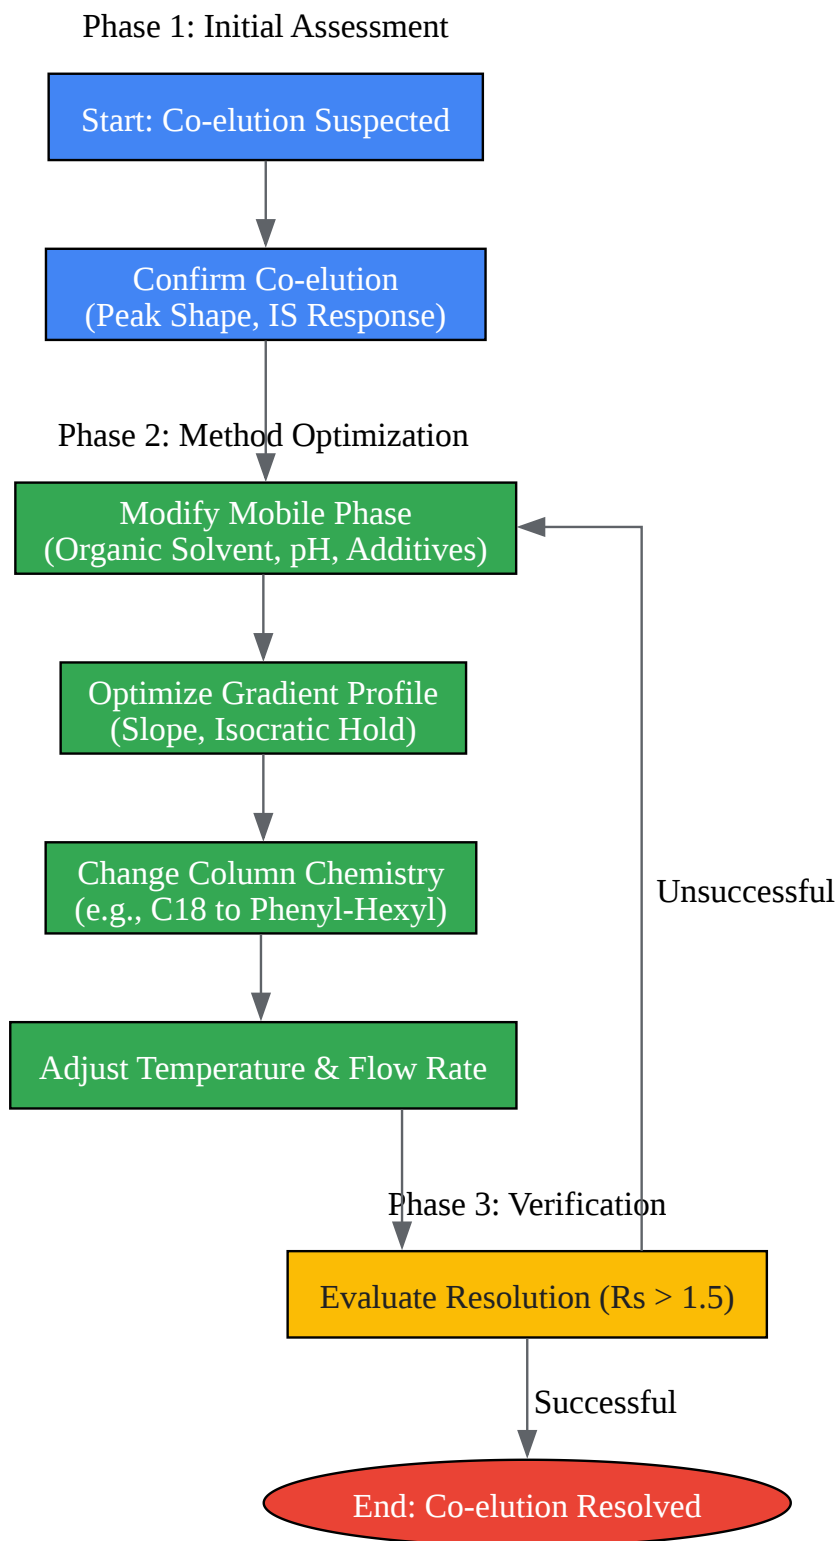 Phase 1: Initial Assessment
Start: Co-elution Suspected
Confirm Co-elution
(Peak Shape, IS Response)
Phase 2: Method Optimization
Modify Mobile Phase
(Organic Solvent, pH, Additives)
Optimize Gradient Profile
(Slope, Isocratic Hold)
Change Column Chemistry
(e.g., C18 to Phenyl-Hexyl)
Unsuccessful
Adjust Temperature & Flow Rate
Phase 3: Verification
Evaluate Resolution (Rs > 1.5)
Successful
End: Co-elution Resolved